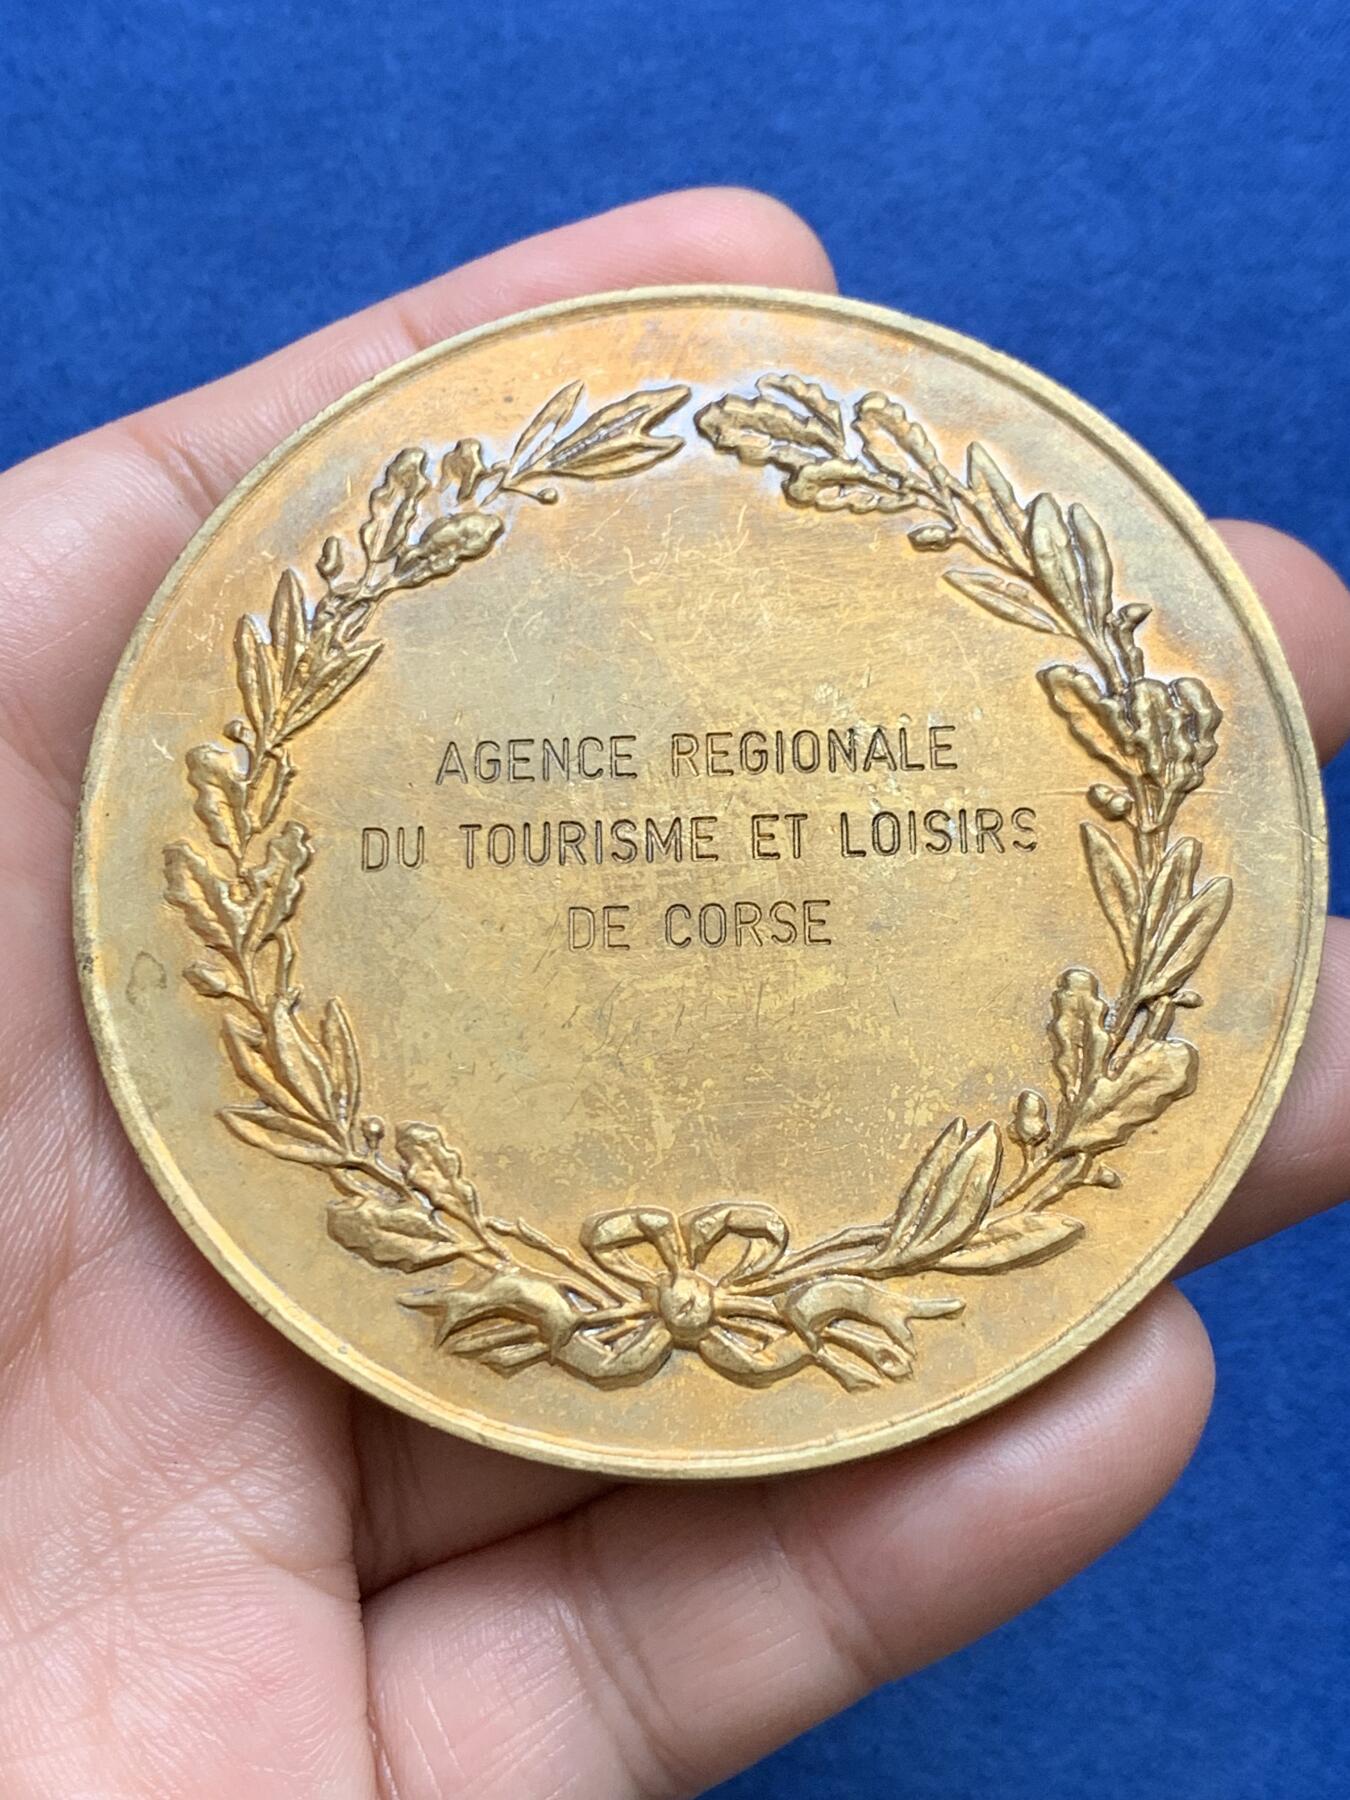 AGENCE REGIONALE
DU TOURISME ET LOISIRS
DE CORSE